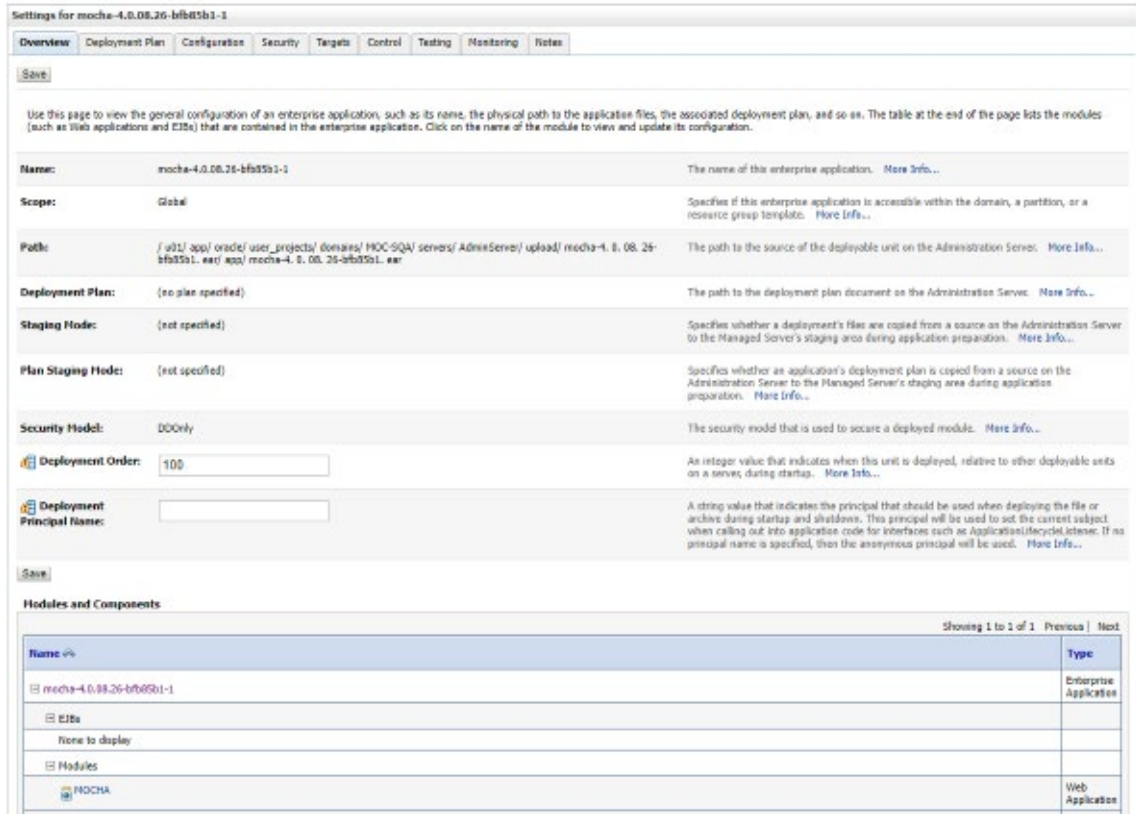 Settings for mocha-4.0.08.26-bfb85b1-1
Overview Deployment Plan Configuration Security Targets Control Testing Monitoring Notes
Save
Use this page to view the general configuration of an enterprise application, such as its name, the physical path to the application files, the associated deployment plan, and so on. The table at the end of the page lists the modules
(such as Web applications and EJBs) that are contained in the enterprise application. Click on the name of the module to view and update its configuration.
Name: mocha-4.0.08.26-bfb85b1-1 The name of this enterprise application. More Info...
Scope: Global Specifies if this enterprise application is accessible within the domain, a partition, or a
resource group template. More Info...
Path: / u01/ app/ oracle/ user_projects/ domains/ MOC-SQA/ servers/ AdminServer/ upload/ mocha-4. 0. 08. 26- The path to the source of the deployable unit on the Administration Server. More Info...
bfb85b1. ear/ app/ mocha-4. 0. 08. 26-bfb85b1. ear
Deployment Plan: (no plan specified) The path to the deployment plan document on the Administration Server. More Info...
Staging Mode: (not specified) Specifies whether a deployment's files are copied from a source on the Administration Server
to the Managed Server's staging area during application preparation. More Info...
Plan Staging Mode: (not specified) Specifies whether an application's deployment plan is copied from a source on the
Administration Server to the Managed Server's staging area during application
preparation. More Info...
Security Model: DDOnly The security model that is used to secure a deployed module. More Info...
Deployment Order: 100 An integer value that indicates when this unit is deployed, relative to other deployable units
on a server, during startup. More Info...
Deployment A string value that indicates the principal that should be used when deploying the file or
Principal Name: archive during startup and shutdown. This principal will be used to set the current subject
when calling out into application code for interfaces such as ApplicationLifecycleListener. If no
principal name is specified, then the anonymous principal will be used. More Info...
Save
Modules and Components
Showing 1 to 1 of 1 Previous | Next
Name Type
mocha-4.0.08.26-bfb85b1-1 Enterprise
Application
EJBs
None to display
Modules
MOCHA Web
Application